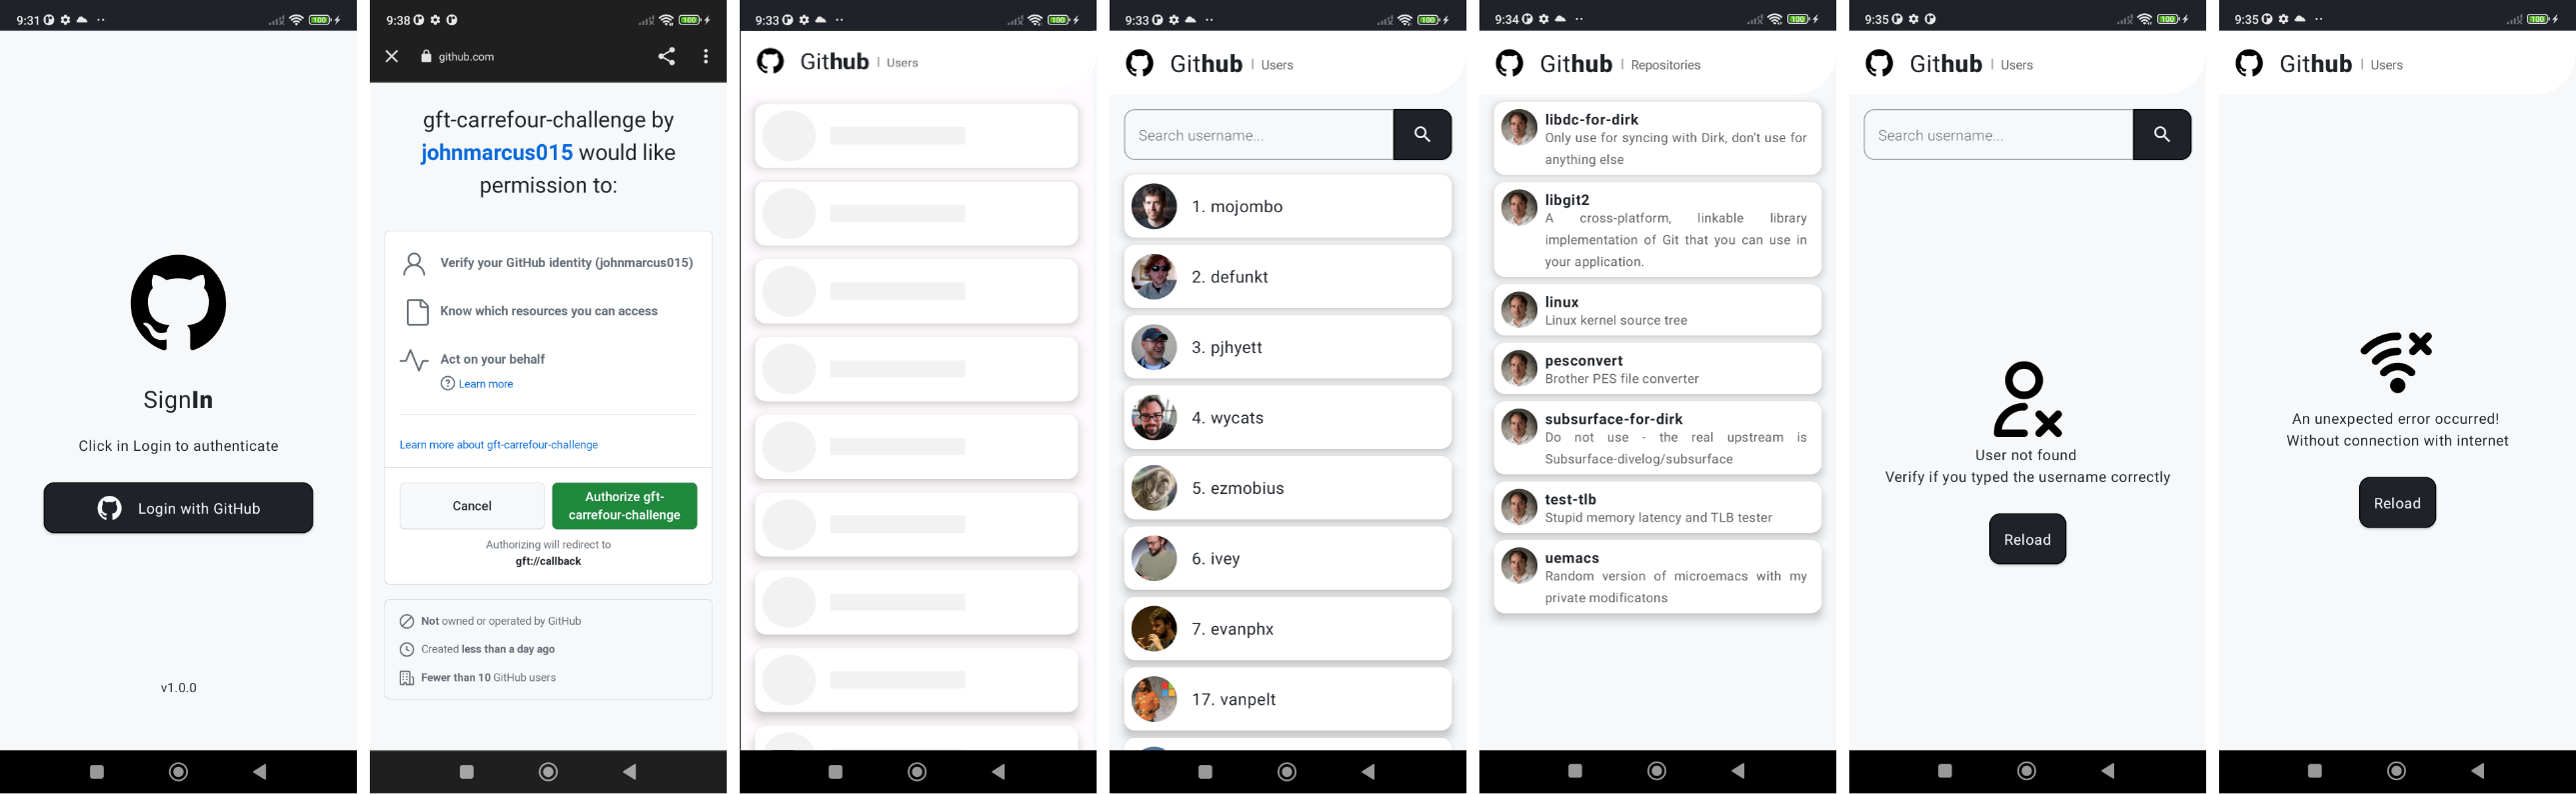 9:31
100
SignIn
Click in Login to authenticate
Login with GitHub
v1.0.0
9:38
100
github.com
gft-carrefour-challenge by
johnmarcus015 would like
permission to:
Verify your GitHub identity (johnmarcus015)
Know which resources you can access
Act on your behalf
Learn more
Learn more about gft-carrefour-challenge
Cancel
Authorize gft-
carrefour-challenge
Authorizing will redirect to
gft://callback
Not owned or operated by GitHub
Created less than a day ago
Fewer than 10 GitHub users
9:33
100
Github | Users
9:33
100
Github | Users
Search username...
1. mojombo
2. defunkt
3. pjhyett
4. wycats
5. ezmobius
6. ivey
7. evanphx
17. vanpelt
9:34
100
Github | Repositories
libdc-for-dirk
Only use for syncing with Dirk, don't use for
anything else
libgit2
A cross-platform, linkable library
implementation of Git that you can use in
your application.
linux
Linux kernel source tree
pesconvert
Brother PES file converter
subsurface-for-dirk
Do not use - the real upstream is
Subsurface-divelog/subsurface
test-tlb
Stupid memory latency and TLB tester
uemacs
Random version of microemacs with my
private modificatons
9:35
100
Github | Users
Search username...
User not found
Verify if you typed the username correctly
Reload
9:35
100
Github | Users
An unexpected error occurred!
Without connection with internet
Reload